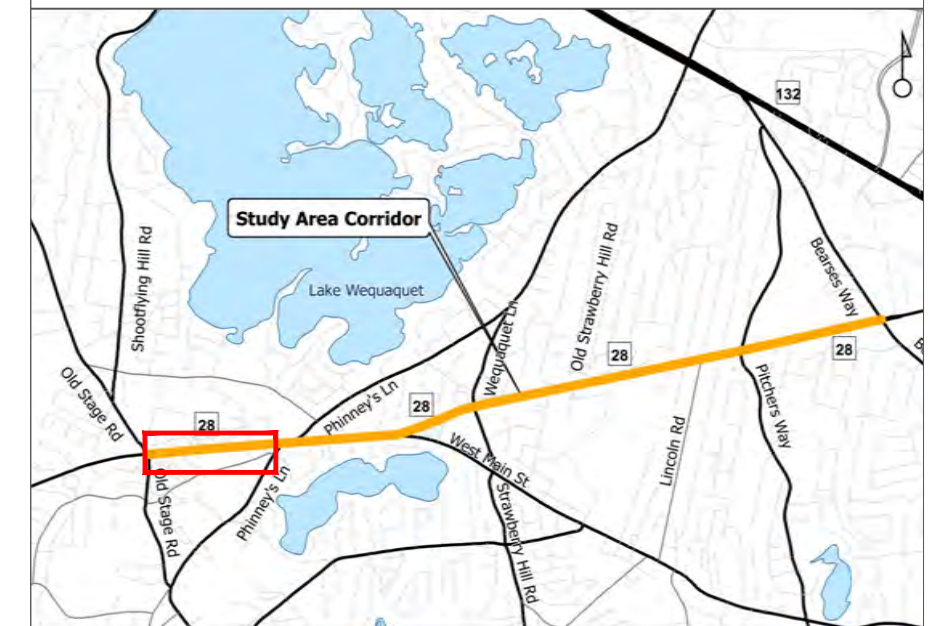 132
Study Area Corridor
Shootflying Hill Rd
Lake Wequaquet
Old Strawberry Hill Rd
Bearses Way
Wequaquet Ln
28
28
Old Stage Rd
28
Phinney's Ln
28
Pitchers Way
West Main St
Lincoln Rd
Old Stage Rd
Phinney's Ln
Strawberry Hill Rd